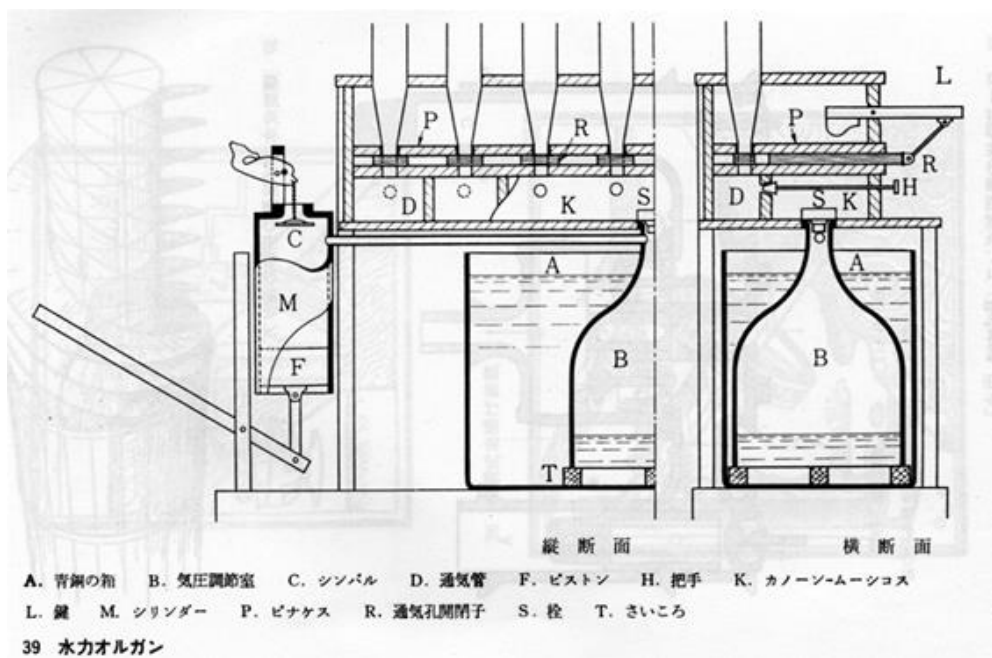 L
P
R
P
R
D
K
S
D
S
K
H
C
A
A
M
B
B
F
T
縦断面 横断面
A. 青銅の箱 B. 気圧調節室 C. シンバル D. 通気管 F. ピストン H. 把手 K. カノーン-ムーシコス
L. 鍵 M. シリンダー P. ピナケス R. 通気孔開閉子 S. 栓 T. さいころ
39 水力オルガン